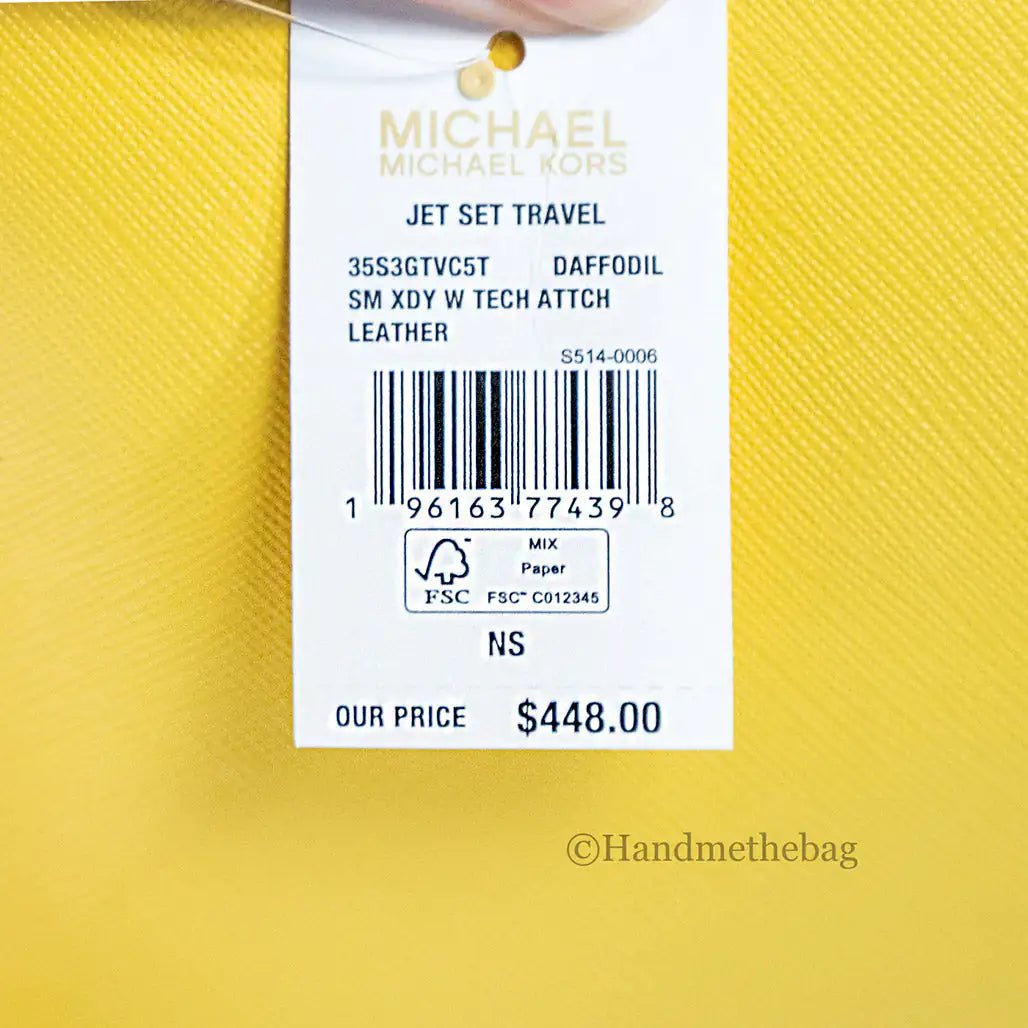 MICHAEL
MICHAEL KORS
JET SET TRAVEL
35S3GTVC5T DAFFODIL
SM XDY W TECH ATTCH
LEATHER
S514-0006
1 96163 77439 8
FSC
MIX
Paper
FSC™ C012345
NS
OUR PRICE $448.00
©Handmethebag